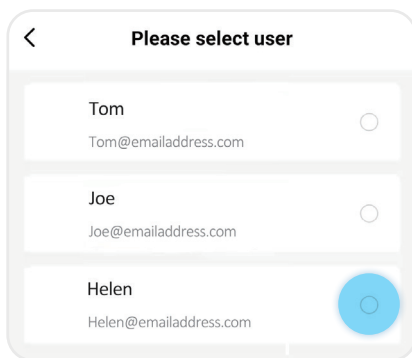 Please select user
Tom
Tom@emailaddress.com
Joe
Joe@emailaddress.com
Helen
Helen@emailaddress.com